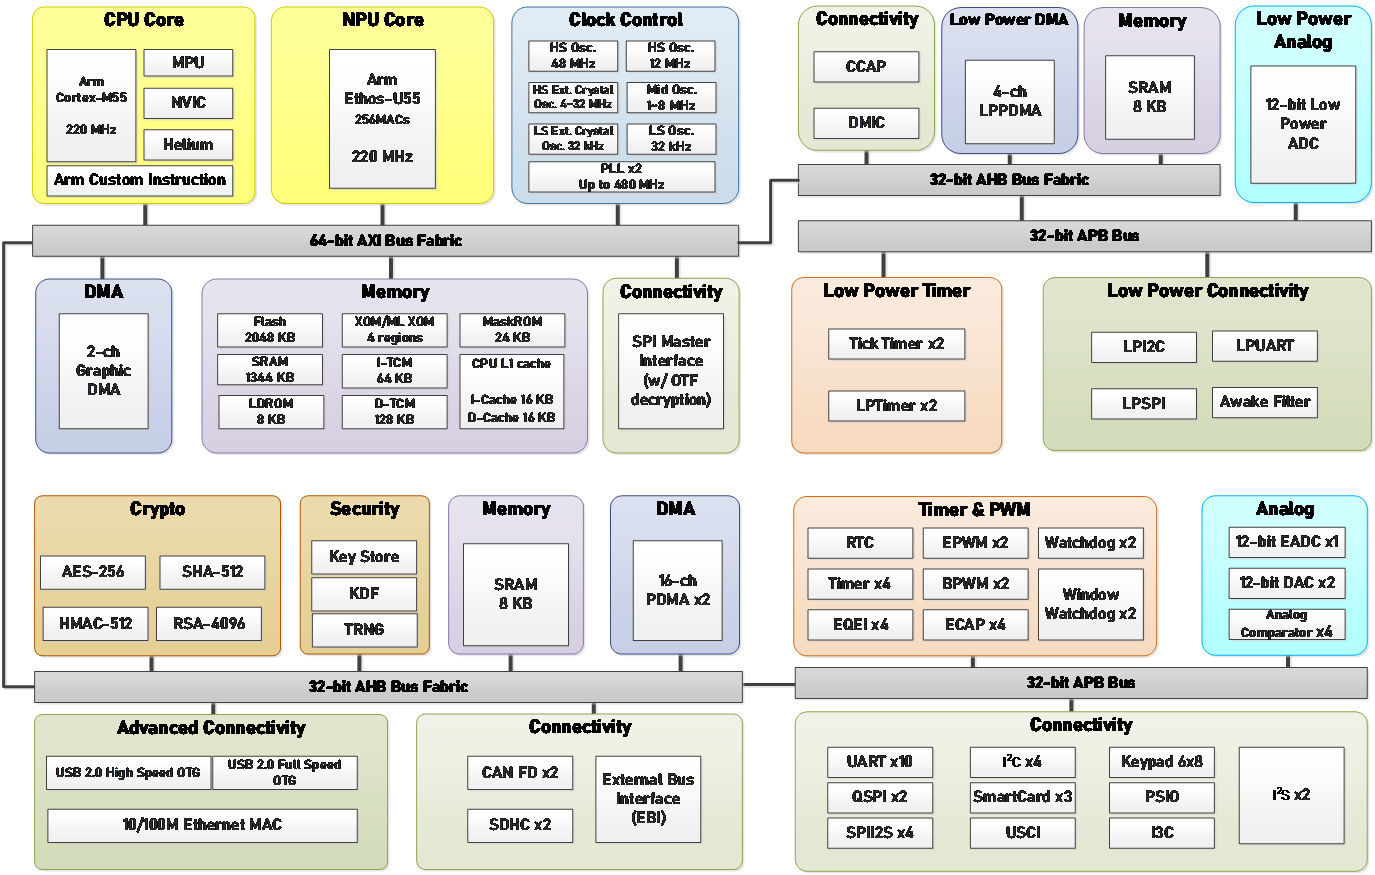 CPU Core
Arm
Cortex-M55
220 MHz
MPU
NVIC
Helium
Arm Custom Instruction
NPU Core
Arm
Ethos-U55
256MACs
220 MHz
Clock Control
HS Osc.
48 MHz
HS Osc.
12 MHz
HS Ext. Crystal
Osc. 4~32 MHz
Mid Osc.
1~8 MHz
LS Ext. Crystal
Osc. 32 kHz
LS Osc.
32 kHz
PLL x2
Up to 480 MHz
Connectivity
CCAP
DMIC
Low Power DMA
4-ch
LPPDMA
Memory
SRAM
8 KB
Low Power
Analog
12-bit Low
Power
ADC
32-bit AHB Bus Fabric
64-bit AXI Bus Fabric
32-bit APB Bus
DMA
2-ch
Graphic
DMA
Memory
Flash
2048 KB
XOM/ML XOM
4 regions
MaskROM
24 KB
SRAM
1344 KB
I-TCM
64 KB
CPU L1 cache
I-Cache 16 KB
D-Cache 16 KB
LDROM
8 KB
D-TCM
128 KB
Connectivity
SPI Master
Interface
(w/ OTF
decryption)
Low Power Timer
Tick Timer x2
LPTimer x2
Low Power Connectivity
LPI2C
LPUART
LPSPI
Awake Filter
Crypto
AES-256
SHA-512
HMAC-512
RSA-4096
Security
Key Store
KDF
TRNG
Memory
SRAM
8 KB
DMA
16-ch
PDMA x2
Timer & PWM
RTC
EPWM x2
Watchdog x2
Timer x4
BPWM x2
Window
Watchdog x2
EQEI x4
ECAP x4
Analog
12-bit EADC x1
12-bit DAC x2
Analog
Comparator x4
32-bit AHB Bus Fabric
32-bit APB Bus
Advanced Connectivity
USB 2.0 High Speed OTG
USB 2.0 Full Speed
OTG
10/100M Ethernet MAC
Connectivity
CAN FD x2
SDHC x2
External Bus
Interface
(EBI)
Connectivity
UART x10
I²C x4
Keypad 6x8
QSPI x2
SmartCard x3
PSIO
SPII2S x4
USCI
I3C
I²S x2